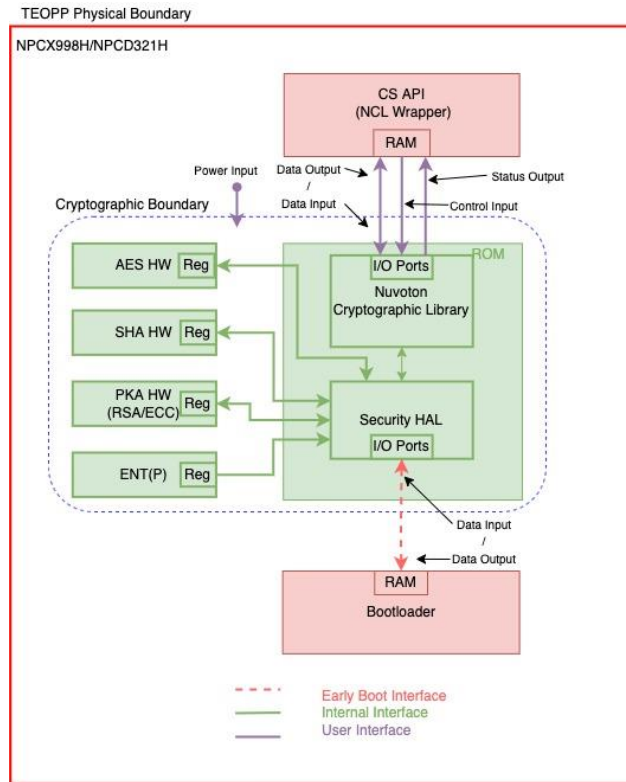 TEOPP Physical Boundary
NPCX998H/NPCD321H
CS API
(NCL Wrapper)
RAM
Power Input
Data Output
/
Data Input
Status Output
Control Input
Cryptographic Boundary
ROM
AES HW
Reg
I/O Ports
Nuvoton
Cryptographic Library
SHA HW
Reg
PKA HW
(RSA/ECC)
Reg
Security HAL
I/O Ports
ENT(P)
Reg
Data Input
/
Data Output
RAM
Bootloader
Early Boot Interface
Internal Interface
User Interface